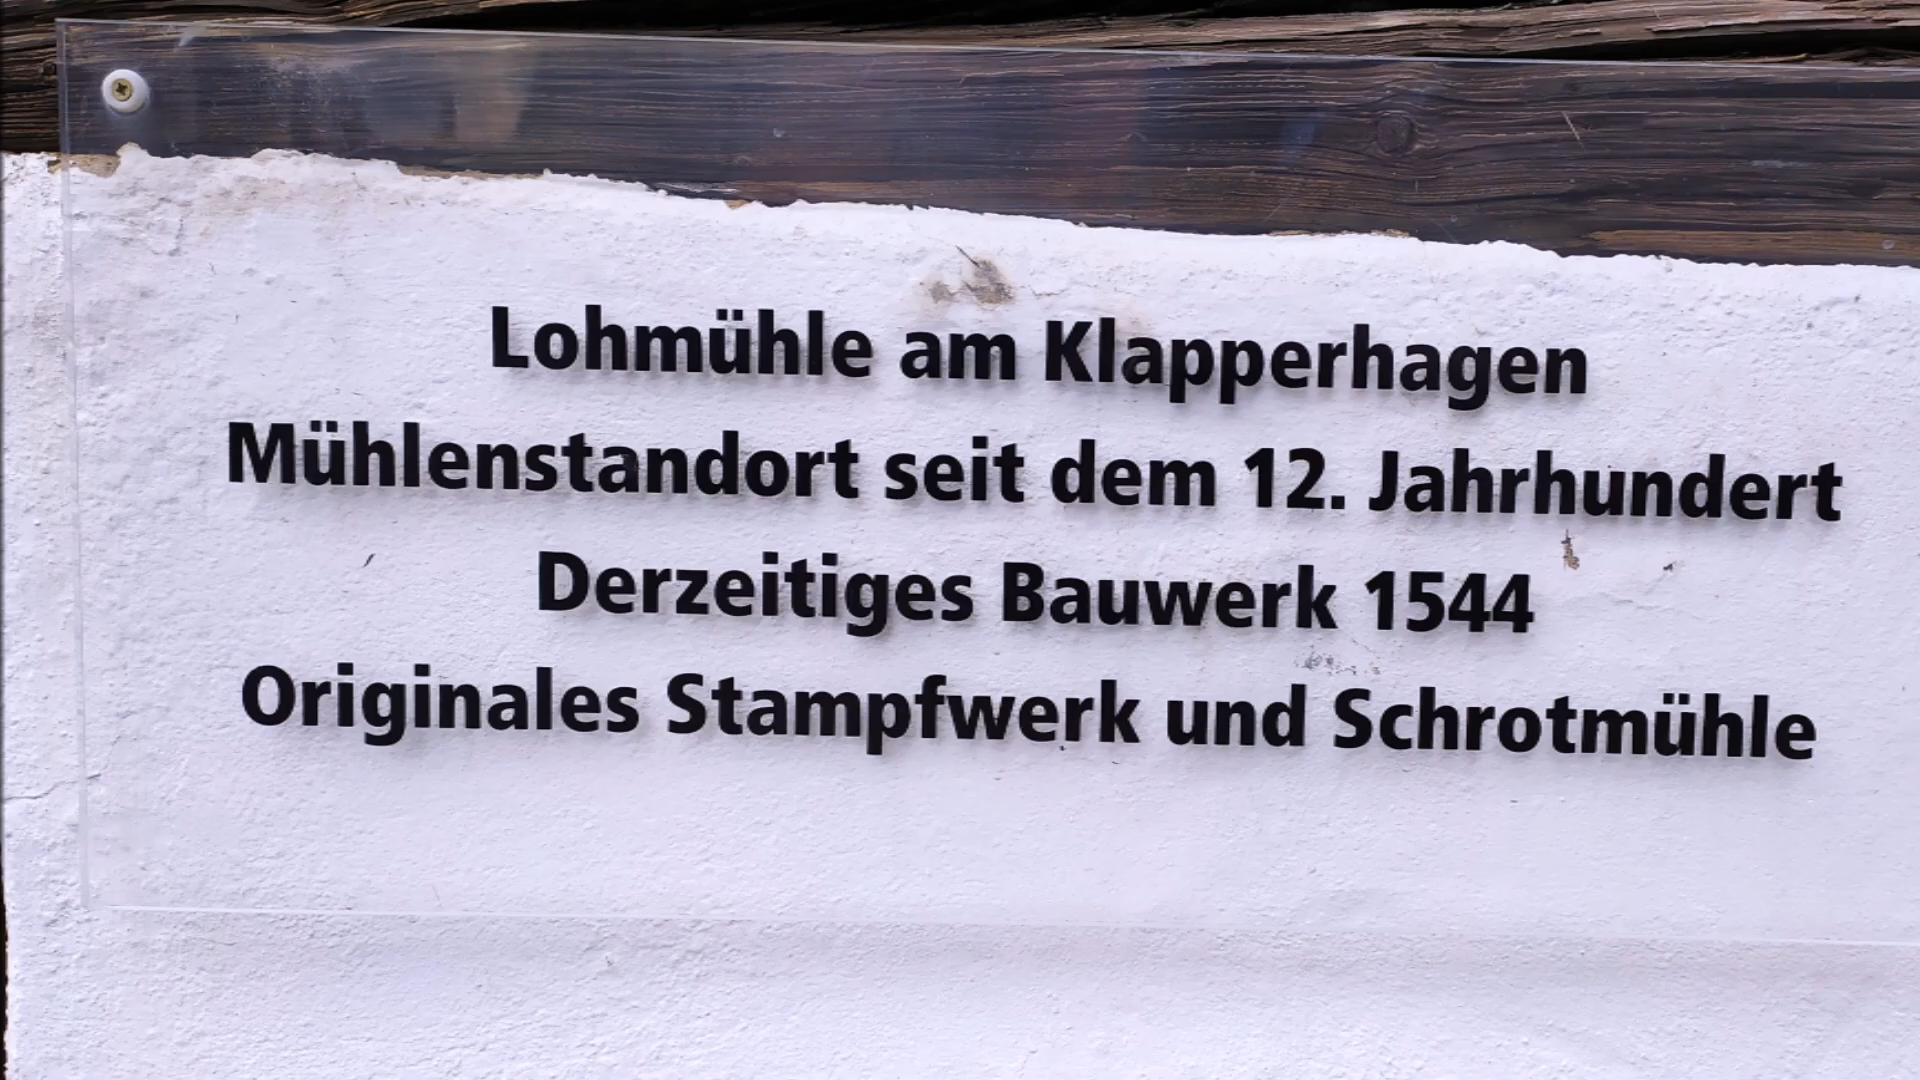 Lohmühle am Klapperhagen
Mühlenstandort seit dem 12. Jahrhundert
Derzeitiges Bauwerk 1544
Originales Stampfwerk und Schrotmühle